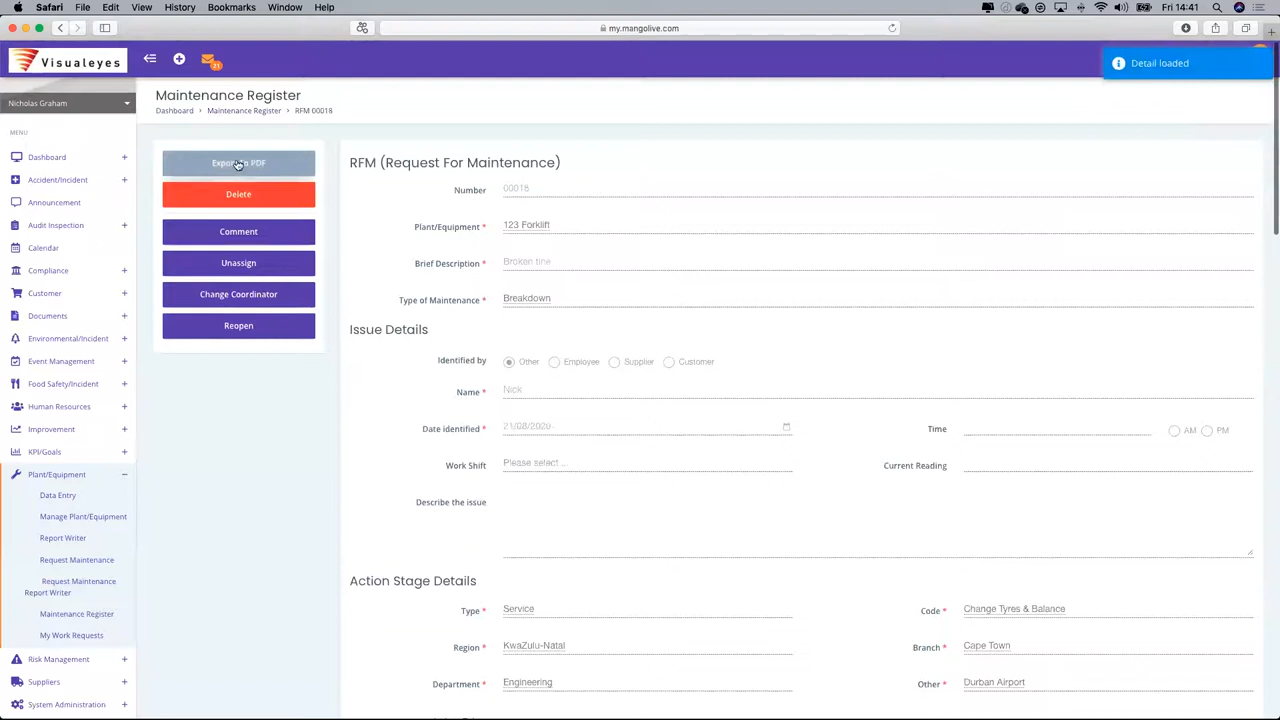 Safari File Edit View History Bookmarks Window Help Fri 14:41
my.mangolive.com
Visualeyes 21 Detail loaded
Nicholas Graham
MENU
Dashboard +
Accident/Incident +
Announcement
Audit Inspection +
Calendar
Compliance +
Customer +
Documents +
Environmental/Incident +
Event Management +
Food Safety/Incident +
Human Resources +
Improvement +
KPI/Goals +
Plant/Equipment −
Data Entry
Manage Plant/Equipment
Report Writer
Request Maintenance
Request Maintenance
Report Writer
Maintenance Register
My Work Requests
Risk Management +
Suppliers +
System Administration +
Maintenance Register
Dashboard > Maintenance Register > RFM 00018
Export to PDF
Delete
Comment
Unassign
Change Coordinator
Reopen
RFM (Request For Maintenance)
Number 00018
Plant/Equipment * 123 Forklift
Brief Description * Broken tine
Type of Maintenance * Breakdown
Issue Details
Identified by Other Employee Supplier Customer
Name * Nick
Date identified * 21/08/2020 Time AM PM
Work Shift Please select ... Current Reading
Describe the issue
Action Stage Details
Type * Service Code * Change Tyres & Balance
Region * KwaZulu-Natal Branch * Cape Town
Department * Engineering Other * Durban Airport